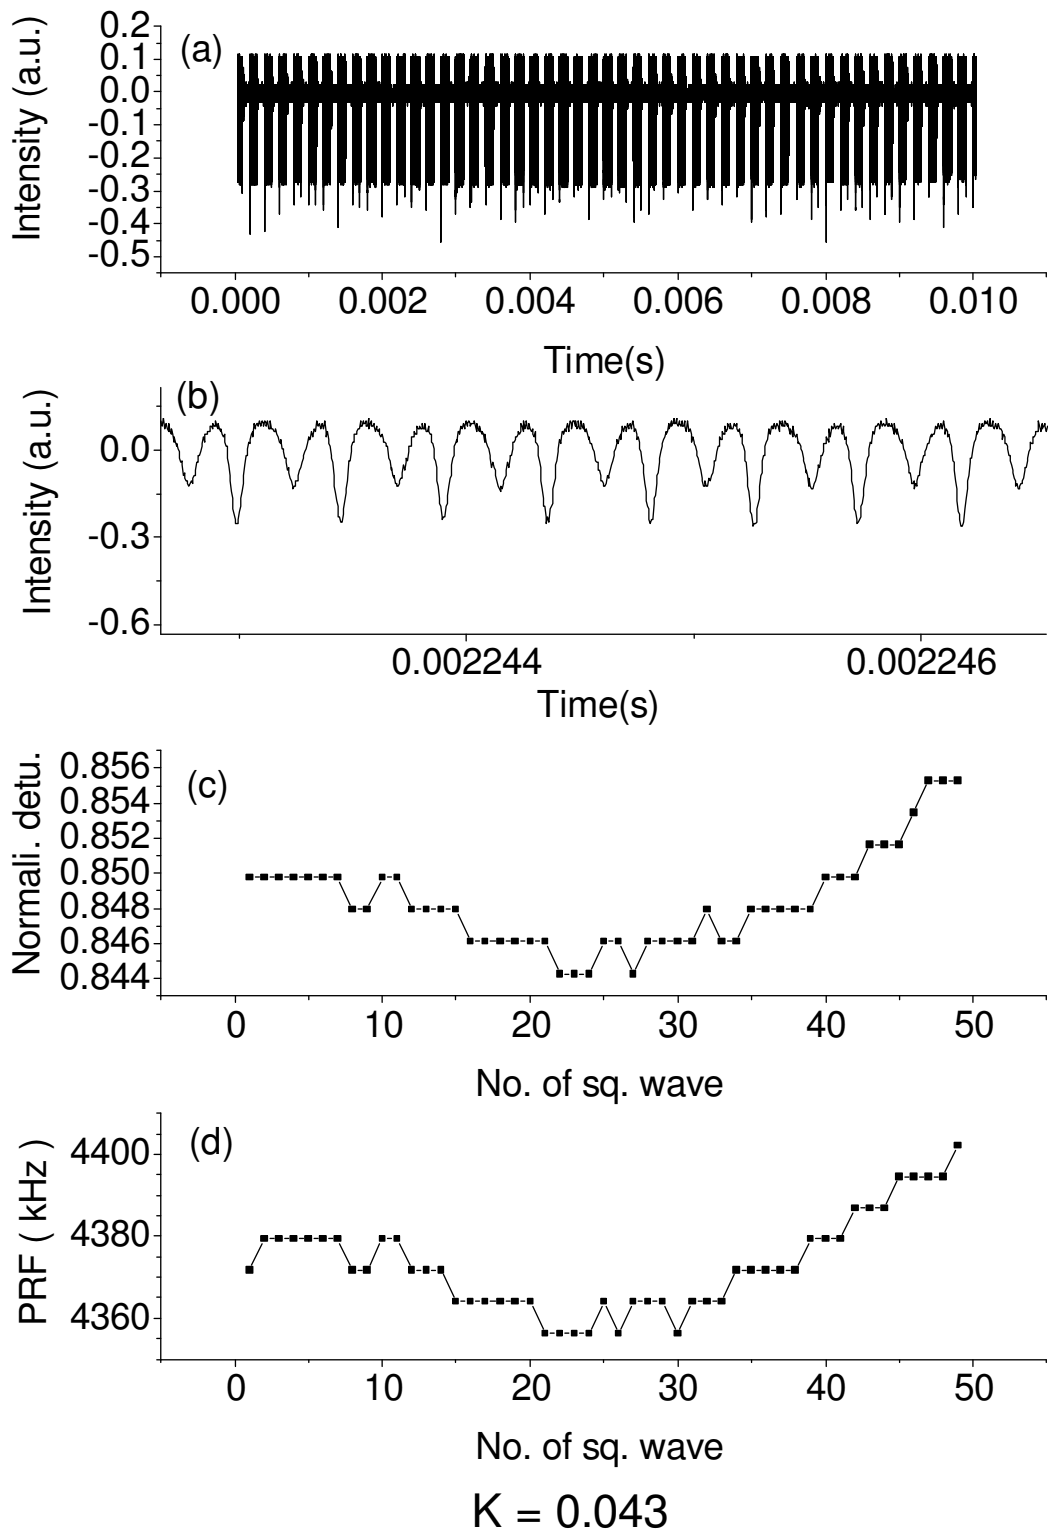 Intensity (a.u.)
(a)
0.2
0.1
0.0
-0.1
-0.2
-0.3
-0.4
-0.5
0.000 0.002 0.004 0.006 0.008 0.010
Time(s)
Intensity (a.u.)
(b)
0.0
-0.3
-0.6
0.002244 0.002246
Time(s)
Normali. detu.
(c)
0.856
0.854
0.852
0.850
0.848
0.846
0.844
0 10 20 30 40 50
No. of sq. wave
PRF ( kHz )
(d)
4400
4380
4360
0 10 20 30 40 50
No. of sq. wave
K = 0.043